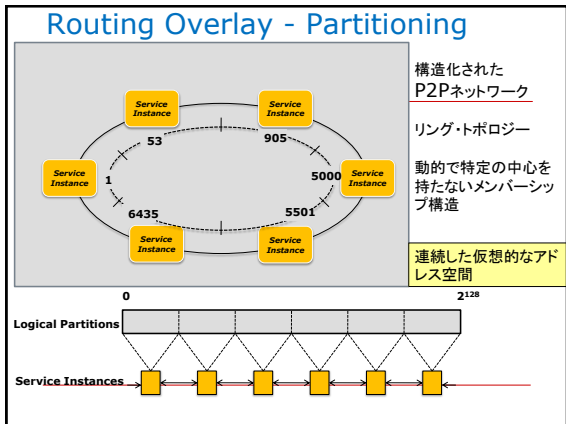 Routing Overlay - Partitioning
構造化された
P2Pネットワーク
リング・トポロジー
動的で特定の中心を
持たないメンバーシッ
プ構造
連続した仮想的なアド
レス空間
Service
Instance
Service
Instance
53
905
Service
Instance
1
5000
Service
Instance
6435
5501
Service
Instance
Service
Instance
0
2¹²⁸
Logical Partitions
Service Instances